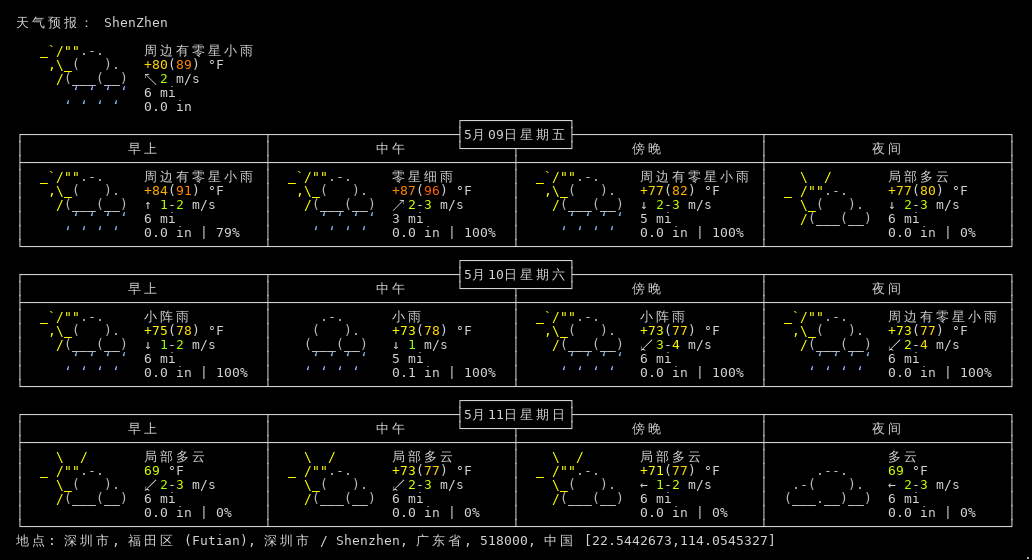 天气预报： ShenZhen
周边有零星小雨
+80(89) °F
↖2 m/s
6 mi
0.0 in
5月09日星期五
早上 中午 傍晚 夜间
周边有零星小雨 零星细雨 周边有零星小雨 局部多云
+84(91) °F +87(96) °F +77(82) °F +77(80) °F
↑ 1-2 m/s ↗2-3 m/s ↓ 2-3 m/s ↓ 2-3 m/s
6 mi 3 mi 5 mi 6 mi
0.0 in | 79% 0.0 in | 100% 0.0 in | 100% 0.0 in | 0%
5月10日星期六
早上 中午 傍晚 夜间
小阵雨 小雨 小阵雨 周边有零星小雨
+75(78) °F +73(78) °F +73(77) °F +73(77) °F
↓ 1-2 m/s ↓ 1 m/s ↙3-4 m/s ↙2-4 m/s
6 mi 5 mi 6 mi 6 mi
0.0 in | 100% 0.1 in | 100% 0.0 in | 100% 0.0 in | 100%
5月11日星期日
早上 中午 傍晚 夜间
局部多云 局部多云 局部多云 多云
69 °F +73(77) °F +71(77) °F 69 °F
↙2-3 m/s ↙2-3 m/s ← 1-2 m/s ← 2-3 m/s
6 mi 6 mi 6 mi 6 mi
0.0 in | 0% 0.0 in | 0% 0.0 in | 0% 0.0 in | 0%
地点: 深圳市, 福田区 (Futian), 深圳市 / Shenzhen, 广东省, 518000, 中国 [22.5442673,114.0545327]